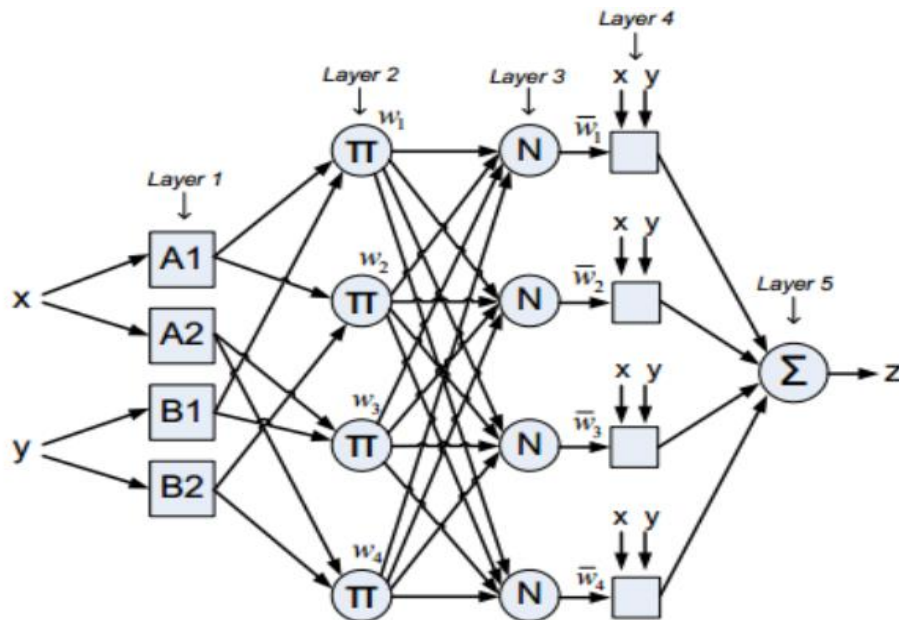 Layer 4
Layer 2
Layer 3
x y
w₁
w̅₁
π
N
Layer 1
A1
x y
w₂
w̅₂
Layer 5
x
π
N
A2
x y
Σ
z
w₃
w̅₃
B1
y
π
N
B2
x y
w₄
w̅₄
π
N